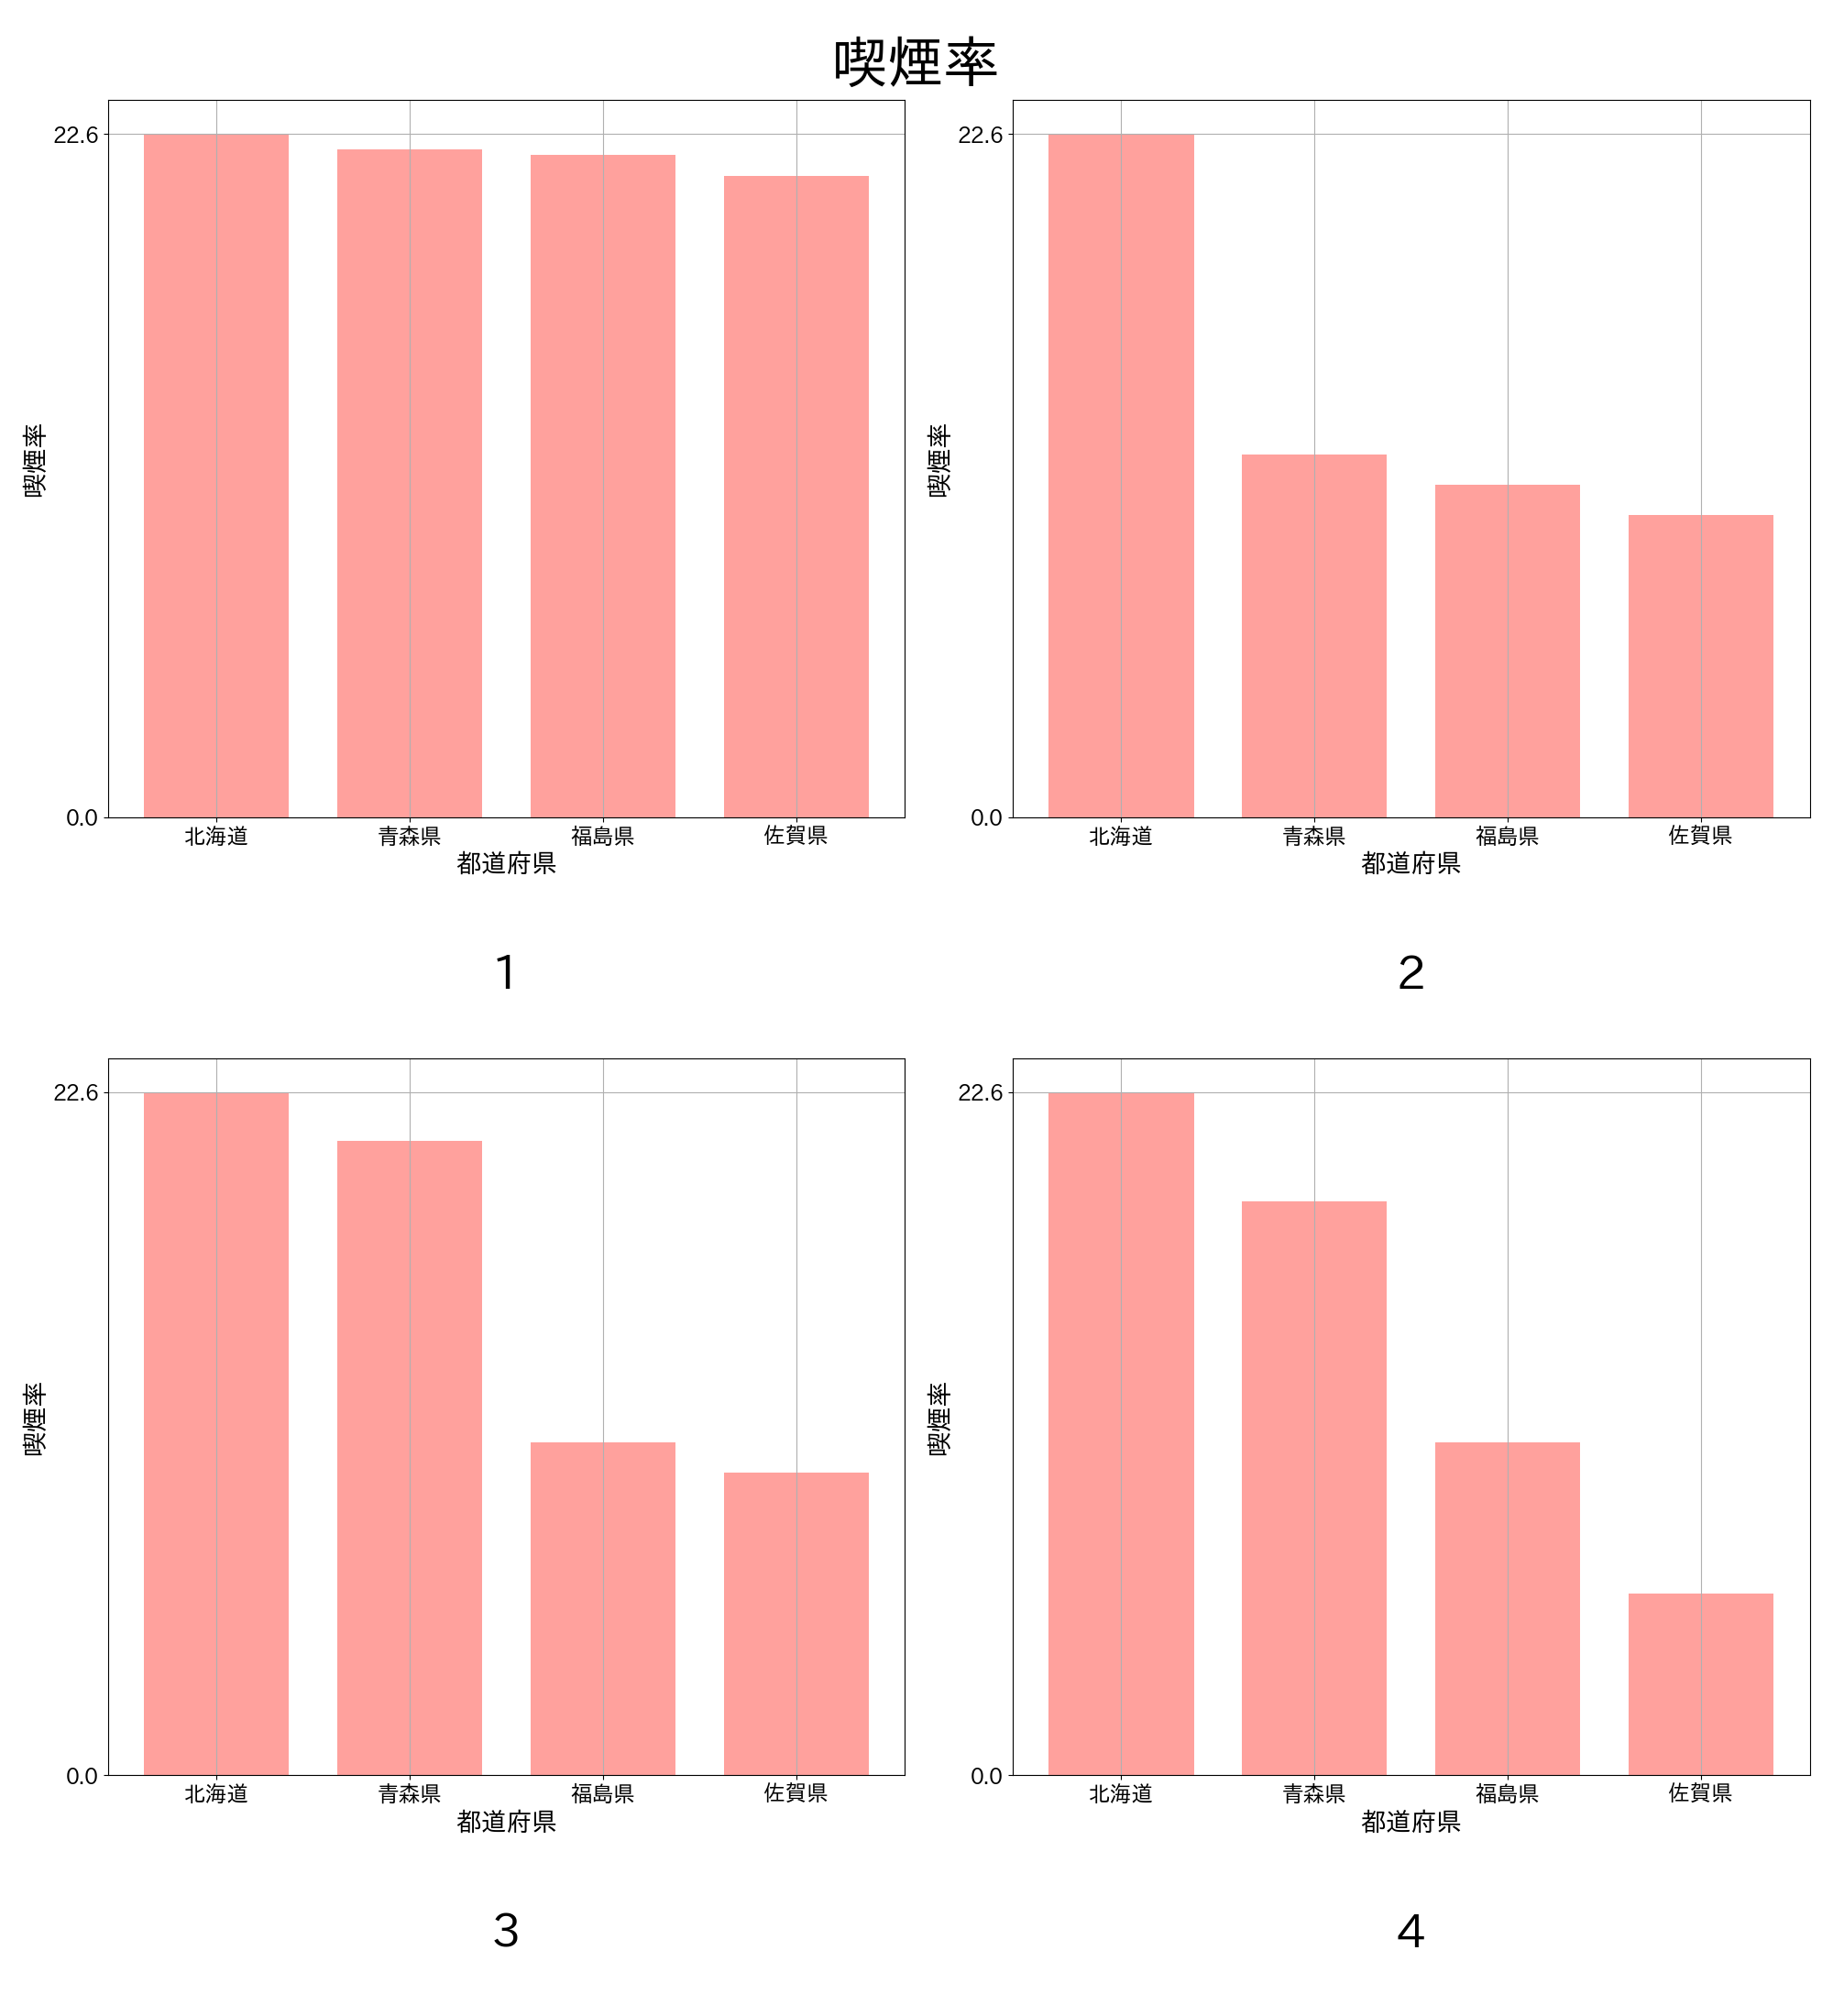 喫煙率
22.6
0.0
喫煙率
北海道 青森県 福島県 佐賀県
都道府県
1
22.6
0.0
喫煙率
北海道 青森県 福島県 佐賀県
都道府県
2
22.6
0.0
喫煙率
北海道 青森県 福島県 佐賀県
都道府県
3
22.6
0.0
喫煙率
北海道 青森県 福島県 佐賀県
都道府県
4